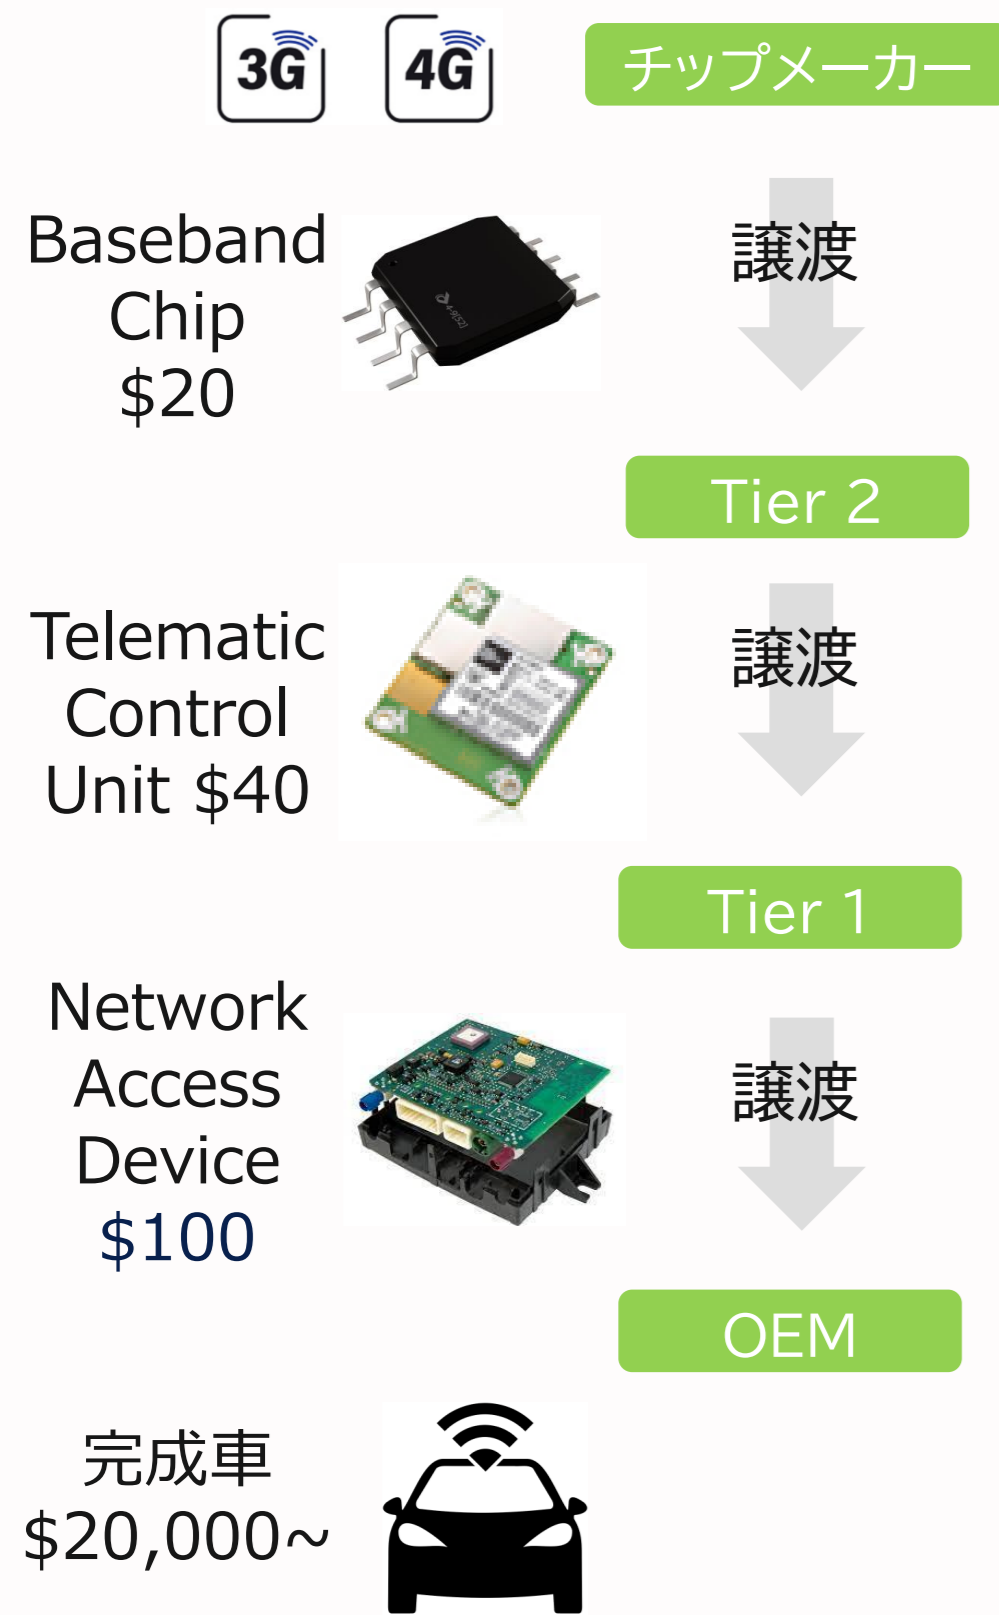 3G 4G チップメーカー
Baseband
Chip
$20
譲渡
Tier 2
Telematic
Control
Unit $40
譲渡
Tier 1
Network
Access
Device
$100
譲渡
OEM
完成車
$20,000~